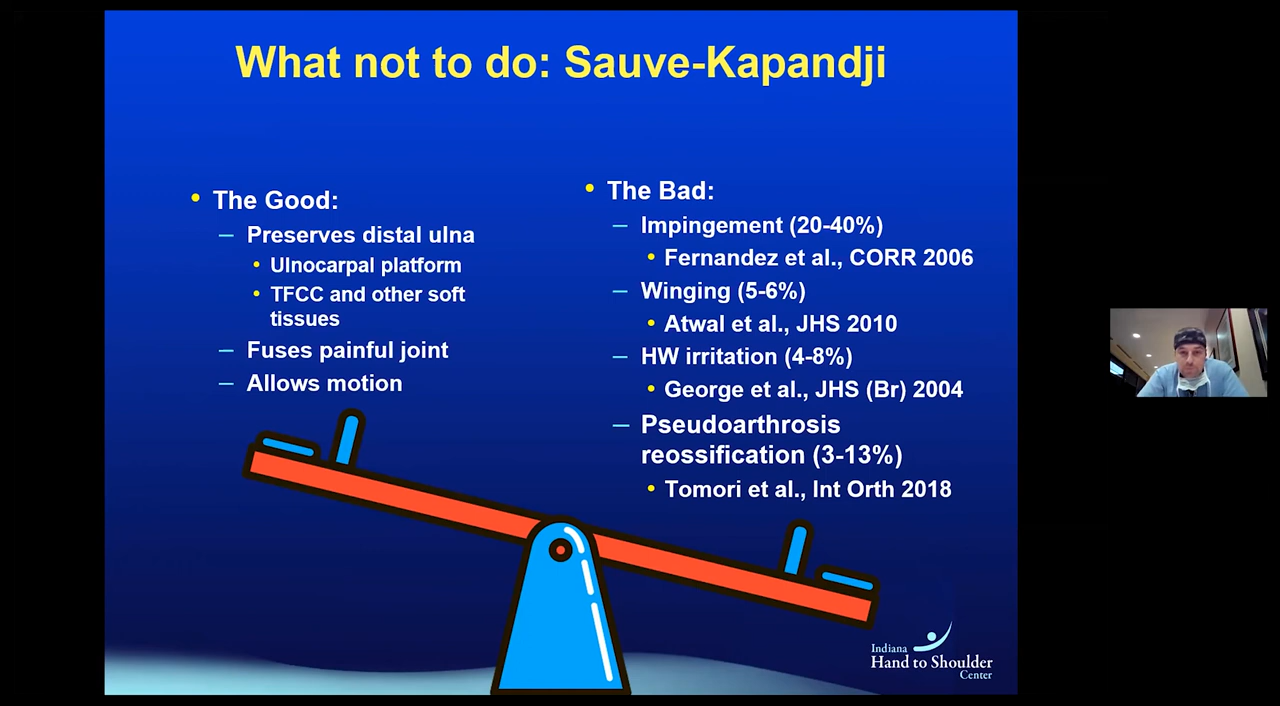 What not to do: Sauve-Kapandji
• The Good:
– Preserves distal ulna
• Ulnocarpal platform
• TFCC and other soft
tissues
– Fuses painful joint
– Allows motion
• The Bad:
– Impingement (20-40%)
• Fernandez et al., CORR 2006
– Winging (5-6%)
• Atwal et al., JHS 2010
– HW irritation (4-8%)
• George et al., JHS (Br) 2004
– Pseudoarthrosis
reossification (3-13%)
• Tomori et al., Int Orth 2018
Indiana
Hand to Shoulder
Center